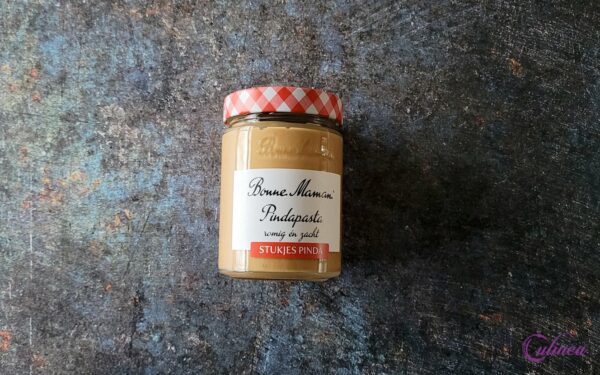 Bonne Maman
Pindapasta
romig en zacht
STUKJES PINDA
Culinea